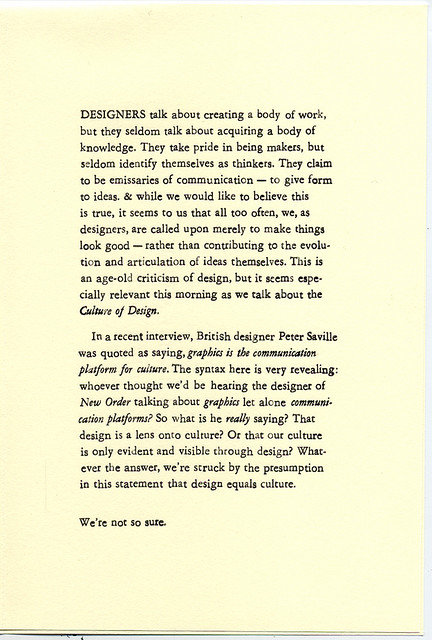 DESIGNERS talk about creating a body of work,
but they seldom talk about acquiring a body of
knowledge. They take pride in being makers, but
seldom identify themselves as thinkers. They claim
to be emissaries of communication — to give form
to ideas. & while we would like to believe this
is true, it seems to us that all too often, we, as
designers, are called upon merely to make things
look good — rather than contributing to the evolu-
tion and articulation of ideas themselves. This is
an age-old criticism of design, but it seems espe-
cially relevant this morning as we talk about the
Culture of Design.
In a recent interview, British designer Peter Saville
was quoted as saying, graphics is the communication
platform for culture. The syntax here is very revealing:
whoever thought we'd be hearing the designer of
New Order talking about graphics let alone communi-
cation platforms? So what is he really saying? That
design is a lens onto culture? Or that our culture
is only evident and visible through design? What-
ever the answer, we're struck by the presumption
in this statement that design equals culture.
We're not so sure.